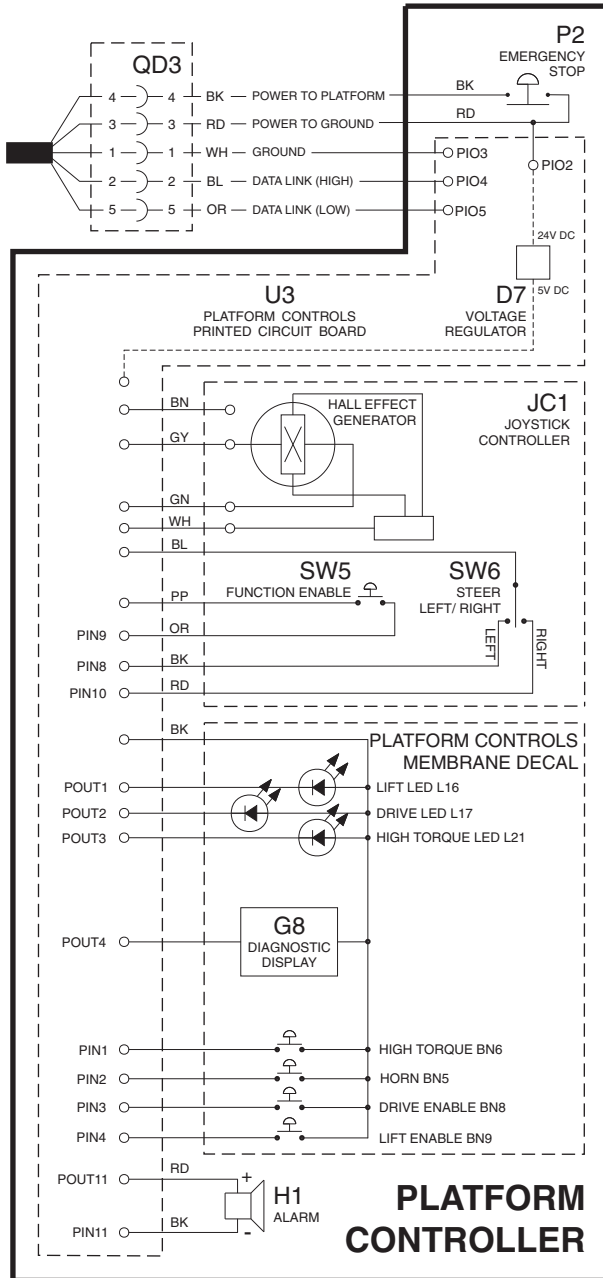 P2
EMERGENCY
STOP
QD3
4 4 BK POWER TO PLATFORM BK
3 3 RD POWER TO GROUND RD
1 1 WH GROUND PIO3
2 2 BL DATA LINK (HIGH) PIO4
5 5 OR DATA LINK (LOW) PIO5
PIO2
24V DC
5V DC
U3
PLATFORM CONTROLS
PRINTED CIRCUIT BOARD
D7
VOLTAGE
REGULATOR
JC1
JOYSTICK
CONTROLLER
HALL EFFECT
GENERATOR
BN
GY
GN
WH
BL
SW5
FUNCTION ENABLE
SW6
STEER
LEFT/ RIGHT
LEFT
RIGHT
PP
PIN9 OR
PIN8 BK
PIN10 RD
BK
PLATFORM CONTROLS
MEMBRANE DECAL
POUT1 LIFT LED L16
POUT2 DRIVE LED L17
POUT3 HIGH TORQUE LED L21
POUT4
G8
DIAGNOSTIC
DISPLAY
PIN1 HIGH TORQUE BN6
PIN2 HORN BN5
PIN3 DRIVE ENABLE BN8
PIN4 LIFT ENABLE BN9
POUT11 RD
+
H1
ALARM
-
PIN11 BK
PLATFORM
CONTROLLER